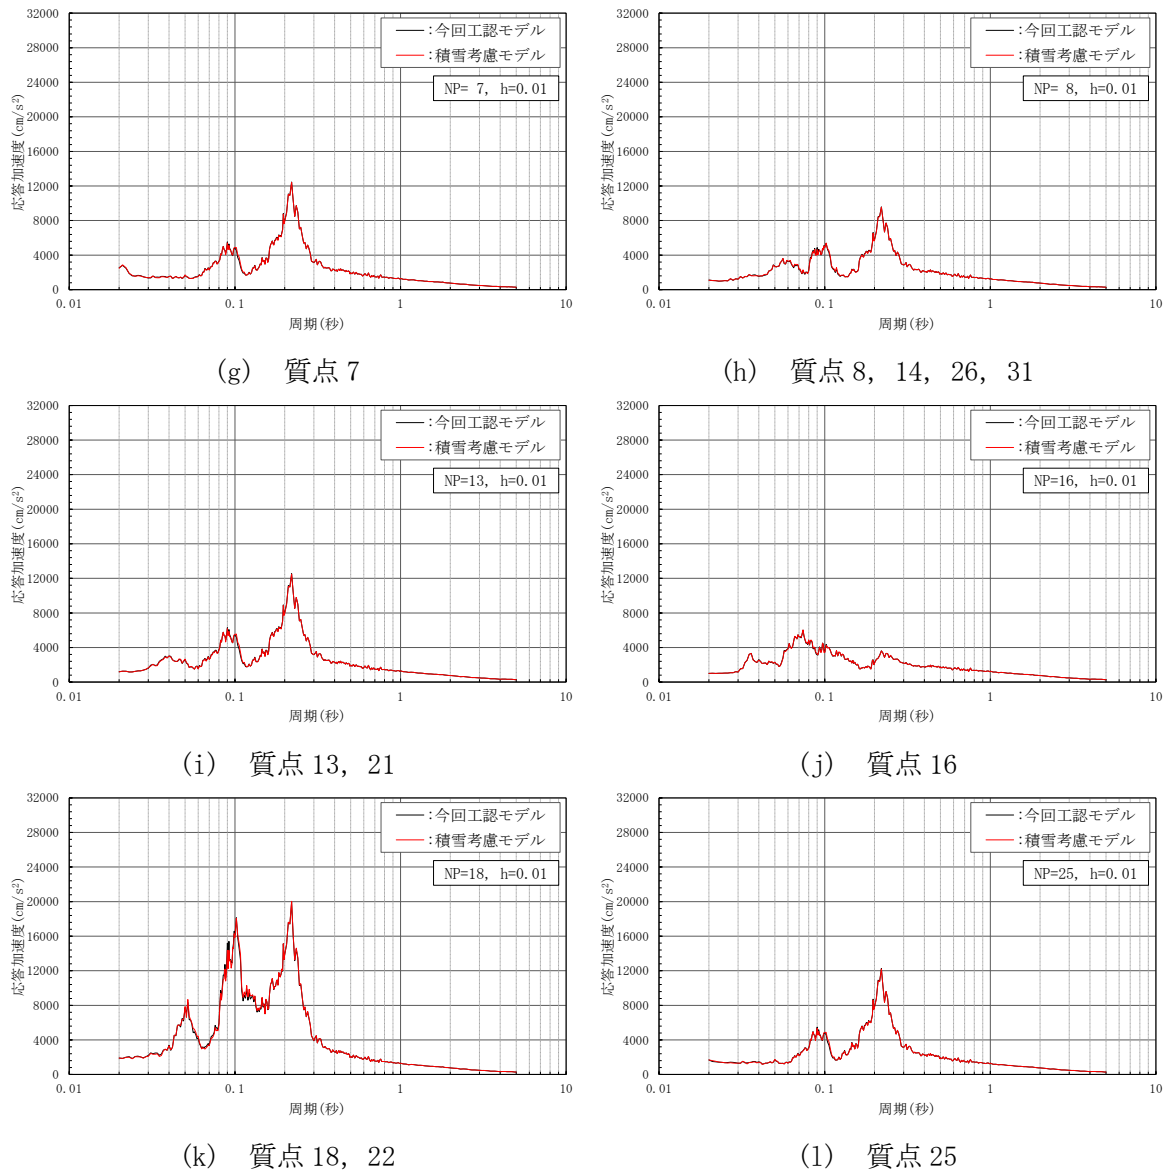 32000
28000
24000
20000
16000
12000
8000
4000
0
応答加速度(cm/s²)
—:今回工認モデル
—:積雪考慮モデル
NP= 7, h=0.01
0.01
0.1
1
10
周期(秒)
(g) 質点 7
32000
28000
24000
20000
16000
12000
8000
4000
0
応答加速度(cm/s²)
—:今回工認モデル
—:積雪考慮モデル
NP= 8, h=0.01
0.01
0.1
1
10
周期(秒)
(h) 質点 8, 14, 26, 31
32000
28000
24000
20000
16000
12000
8000
4000
0
応答加速度(cm/s²)
—:今回工認モデル
—:積雪考慮モデル
NP=13, h=0.01
0.01
0.1
1
10
周期(秒)
(i) 質点 13, 21
32000
28000
24000
20000
16000
12000
8000
4000
0
応答加速度(cm/s²)
—:今回工認モデル
—:積雪考慮モデル
NP=16, h=0.01
0.01
0.1
1
10
周期(秒)
(j) 質点 16
32000
28000
24000
20000
16000
12000
8000
4000
0
応答加速度(cm/s²)
—:今回工認モデル
—:積雪考慮モデル
NP=18, h=0.01
0.01
0.1
1
10
周期(秒)
(k) 質点 18, 22
32000
28000
24000
20000
16000
12000
8000
4000
0
応答加速度(cm/s²)
—:今回工認モデル
—:積雪考慮モデル
NP=25, h=0.01
0.01
0.1
1
10
周期(秒)
(l) 質点 25